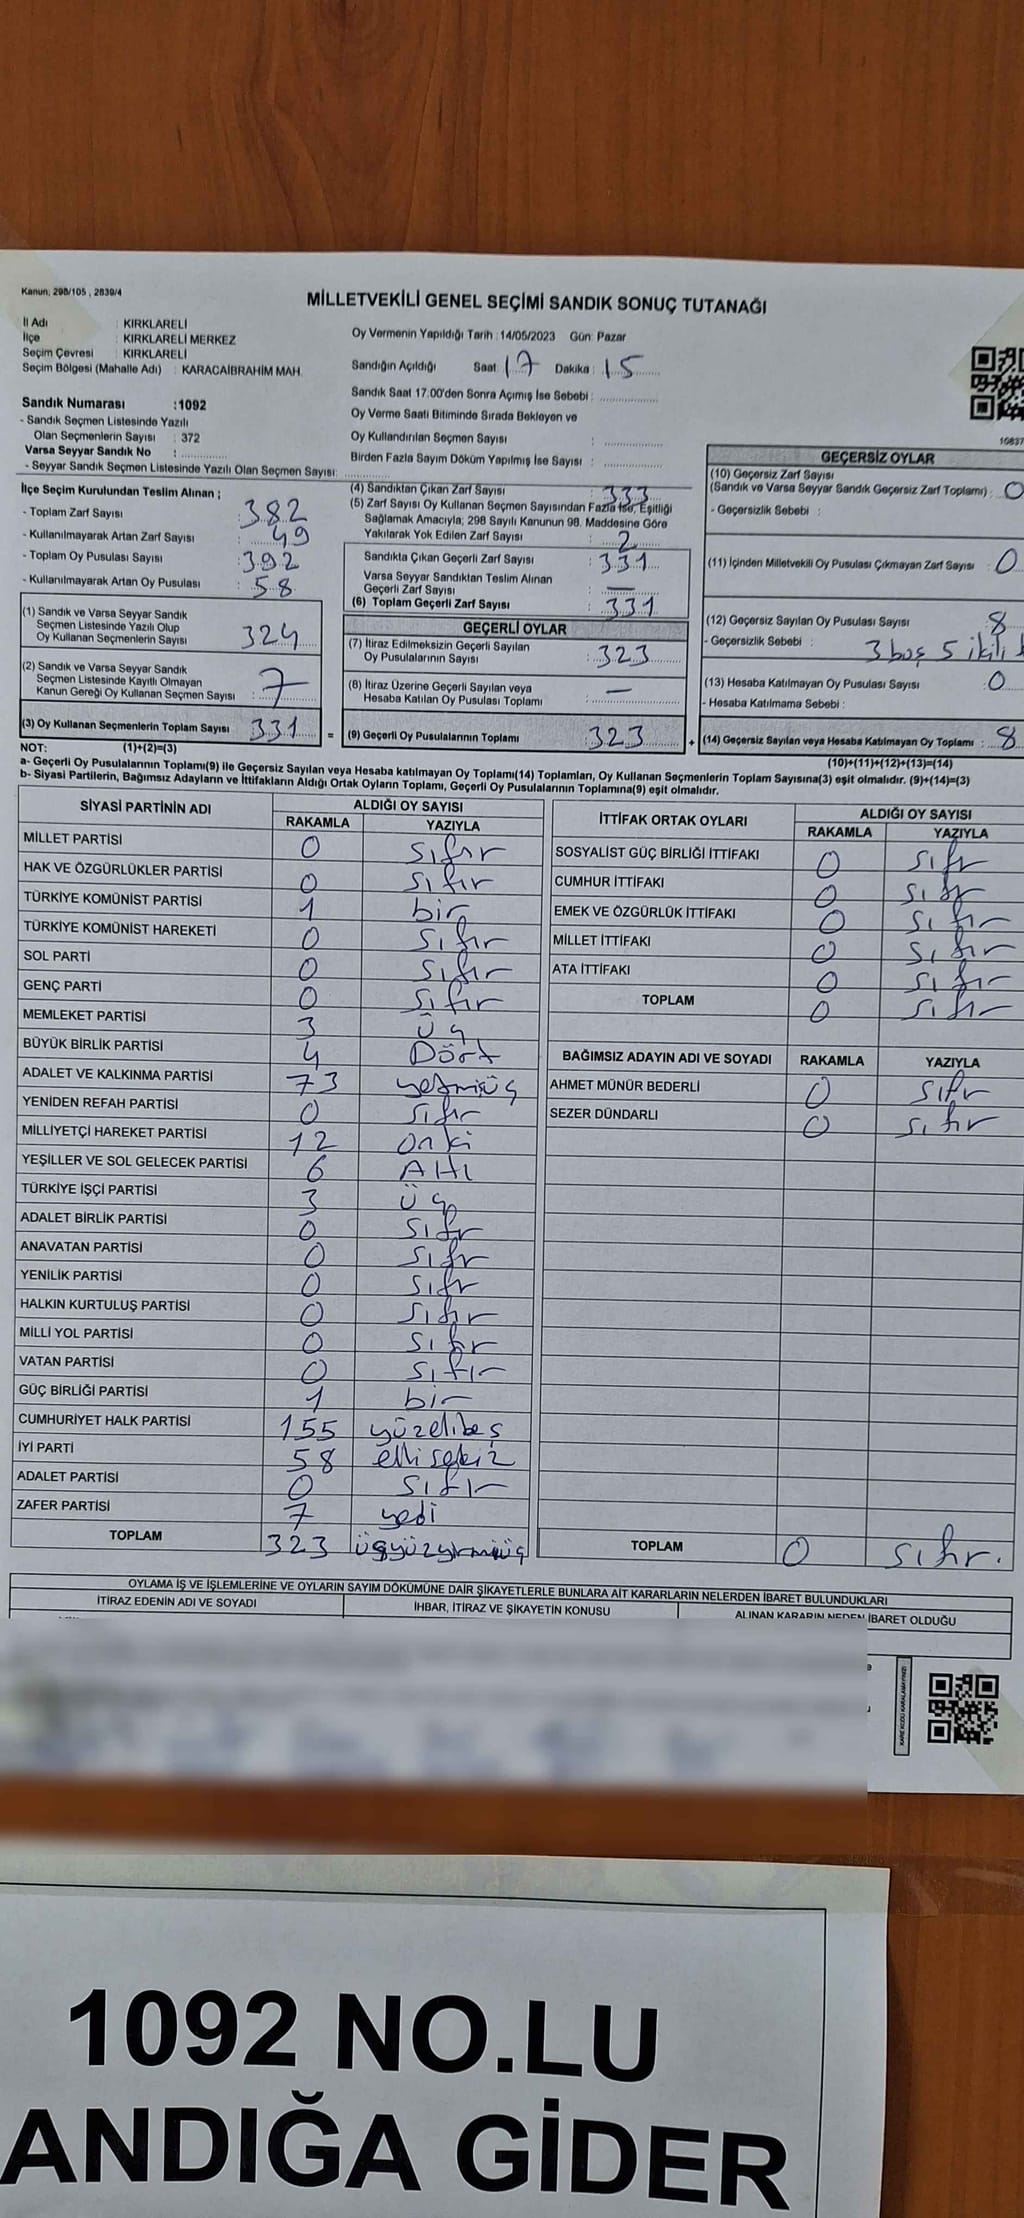 Kanun; 298/105 , 2839/4
MİLLETVEKİLİ GENEL SEÇİMİ SANDIK SONUÇ TUTANAĞI
İl Adı : KIRKLARELİ
İlçe : KIRKLARELİ MERKEZ
Seçim Çevresi : KIRKLARELİ
Seçim Bölgesi (Mahalle Adı) : KARACAİBRAHİM MAH.
Sandık Numarası :1092
- Sandık Seçmen Listesinde Yazılı
Olan Seçmenlerin Sayısı : 372
Varsa Seyyar Sandık No :
- Seyyar Sandık Seçmen Listesinde Yazılı Olan Seçmen Sayısı:
Oy Vermenin Yapıldığı Tarih :14/05/2023 Gün: Pazar
Sandığın Açıldığı Saat: 17 Dakika : 15
Sandık Saat 17:00'den Sonra Açımış İse Sebebi :
Oy Verme Saati Bitiminde Sırada Bekleyen ve
Oy Kullandırılan Seçmen Sayısı :
Birden Fazla Sayım Döküm Yapılmış İse Sayısı :
10837
İlçe Seçim Kurulundan Teslim Alınan ;
- Toplam Zarf Sayısı : 382
- Kullanılmayarak Artan Zarf Sayısı : 49
- Toplam Oy Pusulası Sayısı : 392
- Kullanılmayarak Artan Oy Pusulası : 58
(1) Sandık ve Varsa Seyyar Sandık
Seçmen Listesinde Yazılı Olup
Oy Kullanan Seçmenlerin Sayısı : 324
(2) Sandık ve Varsa Seyyar Sandık
Seçmen Listesinde Kayıtlı Olmayan
Kanun Gereği Oy Kullanan Seçmen Sayısı : 7
(3) Oy Kullanan Seçmenlerin Toplam Sayısı : 331
(4) Sandıktan Çıkan Zarf Sayısı : 333
(5) Zarf Sayısı Oy Kullanan Seçmen Sayısından Fazla İse, Eşitliği
Sağlamak Amacıyla; 298 Sayılı Kanunun 98. Maddesine Göre
Yakılarak Yok Edilen Zarf Sayısı : 2
Sandıkta Çıkan Geçerli Zarf Sayısı : 331
Varsa Seyyar Sandıktan Teslim Alınan
Geçerli Zarf Sayısı : —
(6) Toplam Geçerli Zarf Sayısı : 331
GEÇERLİ OYLAR
(7) İtiraz Edilmeksizin Geçerli Sayılan
Oy Pusulalarının Sayısı : 323
(8) İtiraz Üzerine Geçerli Sayılan veya
Hesaba Katılan Oy Pusulası Toplamı : —
= (9) Geçerli Oy Pusulalarının Toplamı : 323
GEÇERSİZ OYLAR
(10) Geçersiz Zarf Sayısı
(Sandık ve Varsa Seyyar Sandık Geçersiz Zarf Toplamı) : 0
- Geçersizlik Sebebi :
(11) İçinden Milletvekili Oy Pusulası Çıkmayan Zarf Sayısı : 0
(12) Geçersiz Sayılan Oy Pusulası Sayısı : 8
- Geçersizlik Sebebi : 3 boş 5 ikili
(13) Hesaba Katılmayan Oy Pusulası Sayısı : 0
- Hesaba Katılmama Sebebi :
+ (14) Geçersiz Sayılan veya Hesaba Katılmayan Oy Toplamı : 8
NOT: (1)+(2)=(3) (10)+(11)+(12)+(13)=(14)
a- Geçerli Oy Pusulalarının Toplamı(9) ile Geçersiz Sayılan veya Hesaba katılmayan Oy Toplamı(14) Toplamları, Oy Kullanan Seçmenlerin Toplam Sayısına(3) eşit olmalıdır. (9)+(14)=(3)
b- Siyasi Partilerin, Bağımsız Adayların ve İttifakların Aldığı Ortak Oyların Toplamı, Geçerli Oy Pusulalarının Toplamına(9) eşit olmalıdır.
SİYASİ PARTİNİN ADI ALDIĞI OY SAYISI
RAKAMLA YAZIYLA
MİLLET PARTİSİ 0 sıfır
HAK VE ÖZGÜRLÜKLER PARTİSİ 0 sıfır
TÜRKİYE KOMÜNİST PARTİSİ 1 bir
TÜRKİYE KOMÜNİST HAREKETİ 0 sıfır
SOL PARTİ 0 sıfır
GENÇ PARTİ 0 sıfır
MEMLEKET PARTİSİ 3 üç
BÜYÜK BİRLİK PARTİSİ 4 Dört
ADALET VE KALKINMA PARTİSİ 73 yetmişüç
YENİDEN REFAH PARTİSİ 0 sıfır
MİLLİYETÇİ HAREKET PARTİSİ 12 oniki
YEŞİLLER VE SOL GELECEK PARTİSİ 6 Altı
TÜRKİYE İŞÇİ PARTİSİ 3 üç
ADALET BİRLİK PARTİSİ 0 sıfır
ANAVATAN PARTİSİ 0 sıfır
YENİLİK PARTİSİ 0 sıfır
HALKIN KURTULUŞ PARTİSİ 0 sıfır
MİLLİ YOL PARTİSİ 0 sıfır
VATAN PARTİSİ 0 sıfır
GÜÇ BİRLİĞİ PARTİSİ 1 bir
CUMHURİYET HALK PARTİSİ 155 yüzelibeş
İYİ PARTİ 58 elli sekiz
ADALET PARTİSİ 0 sıfır
ZAFER PARTİSİ 7 yedi
TOPLAM 323 üçyüzyirmiüç
İTTİFAK ORTAK OYLARI ALDIĞI OY SAYISI
RAKAMLA YAZIYLA
SOSYALİST GÜÇ BİRLİĞİ İTTİFAKI 0 sıfır
CUMHUR İTTİFAKI 0 sıfır
EMEK VE ÖZGÜRLÜK İTTİFAKI 0 sıfır
MİLLET İTTİFAKI 0 sıfır
ATA İTTİFAKI 0 sıfır
TOPLAM 0 sıfır
BAĞIMSIZ ADAYIN ADI VE SOYADI RAKAMLA YAZIYLA
AHMET MÜNÜR BEDERLİ 0 sıfır
SEZER DÜNDARLI 0 sıfır
TOPLAM 0 sıfır.
OYLAMA İŞ VE İŞLEMLERİNE VE OYLARIN SAYIM DÖKÜMÜNE DAİR ŞİKAYETLERLE BUNLARA AİT KARARLARIN NELERDEN İBARET BULUNDUKLARI
İTİRAZ EDENİN ADI VE SOYADI İHBAR, İTİRAZ VE ŞİKAYETİN KONUSU ALINAN KARARIN NEDEN İBARET OLDUĞU
KARE KODU KARALAMAYINIZ!
1092 NO.LU
ANDIĞA GİDER